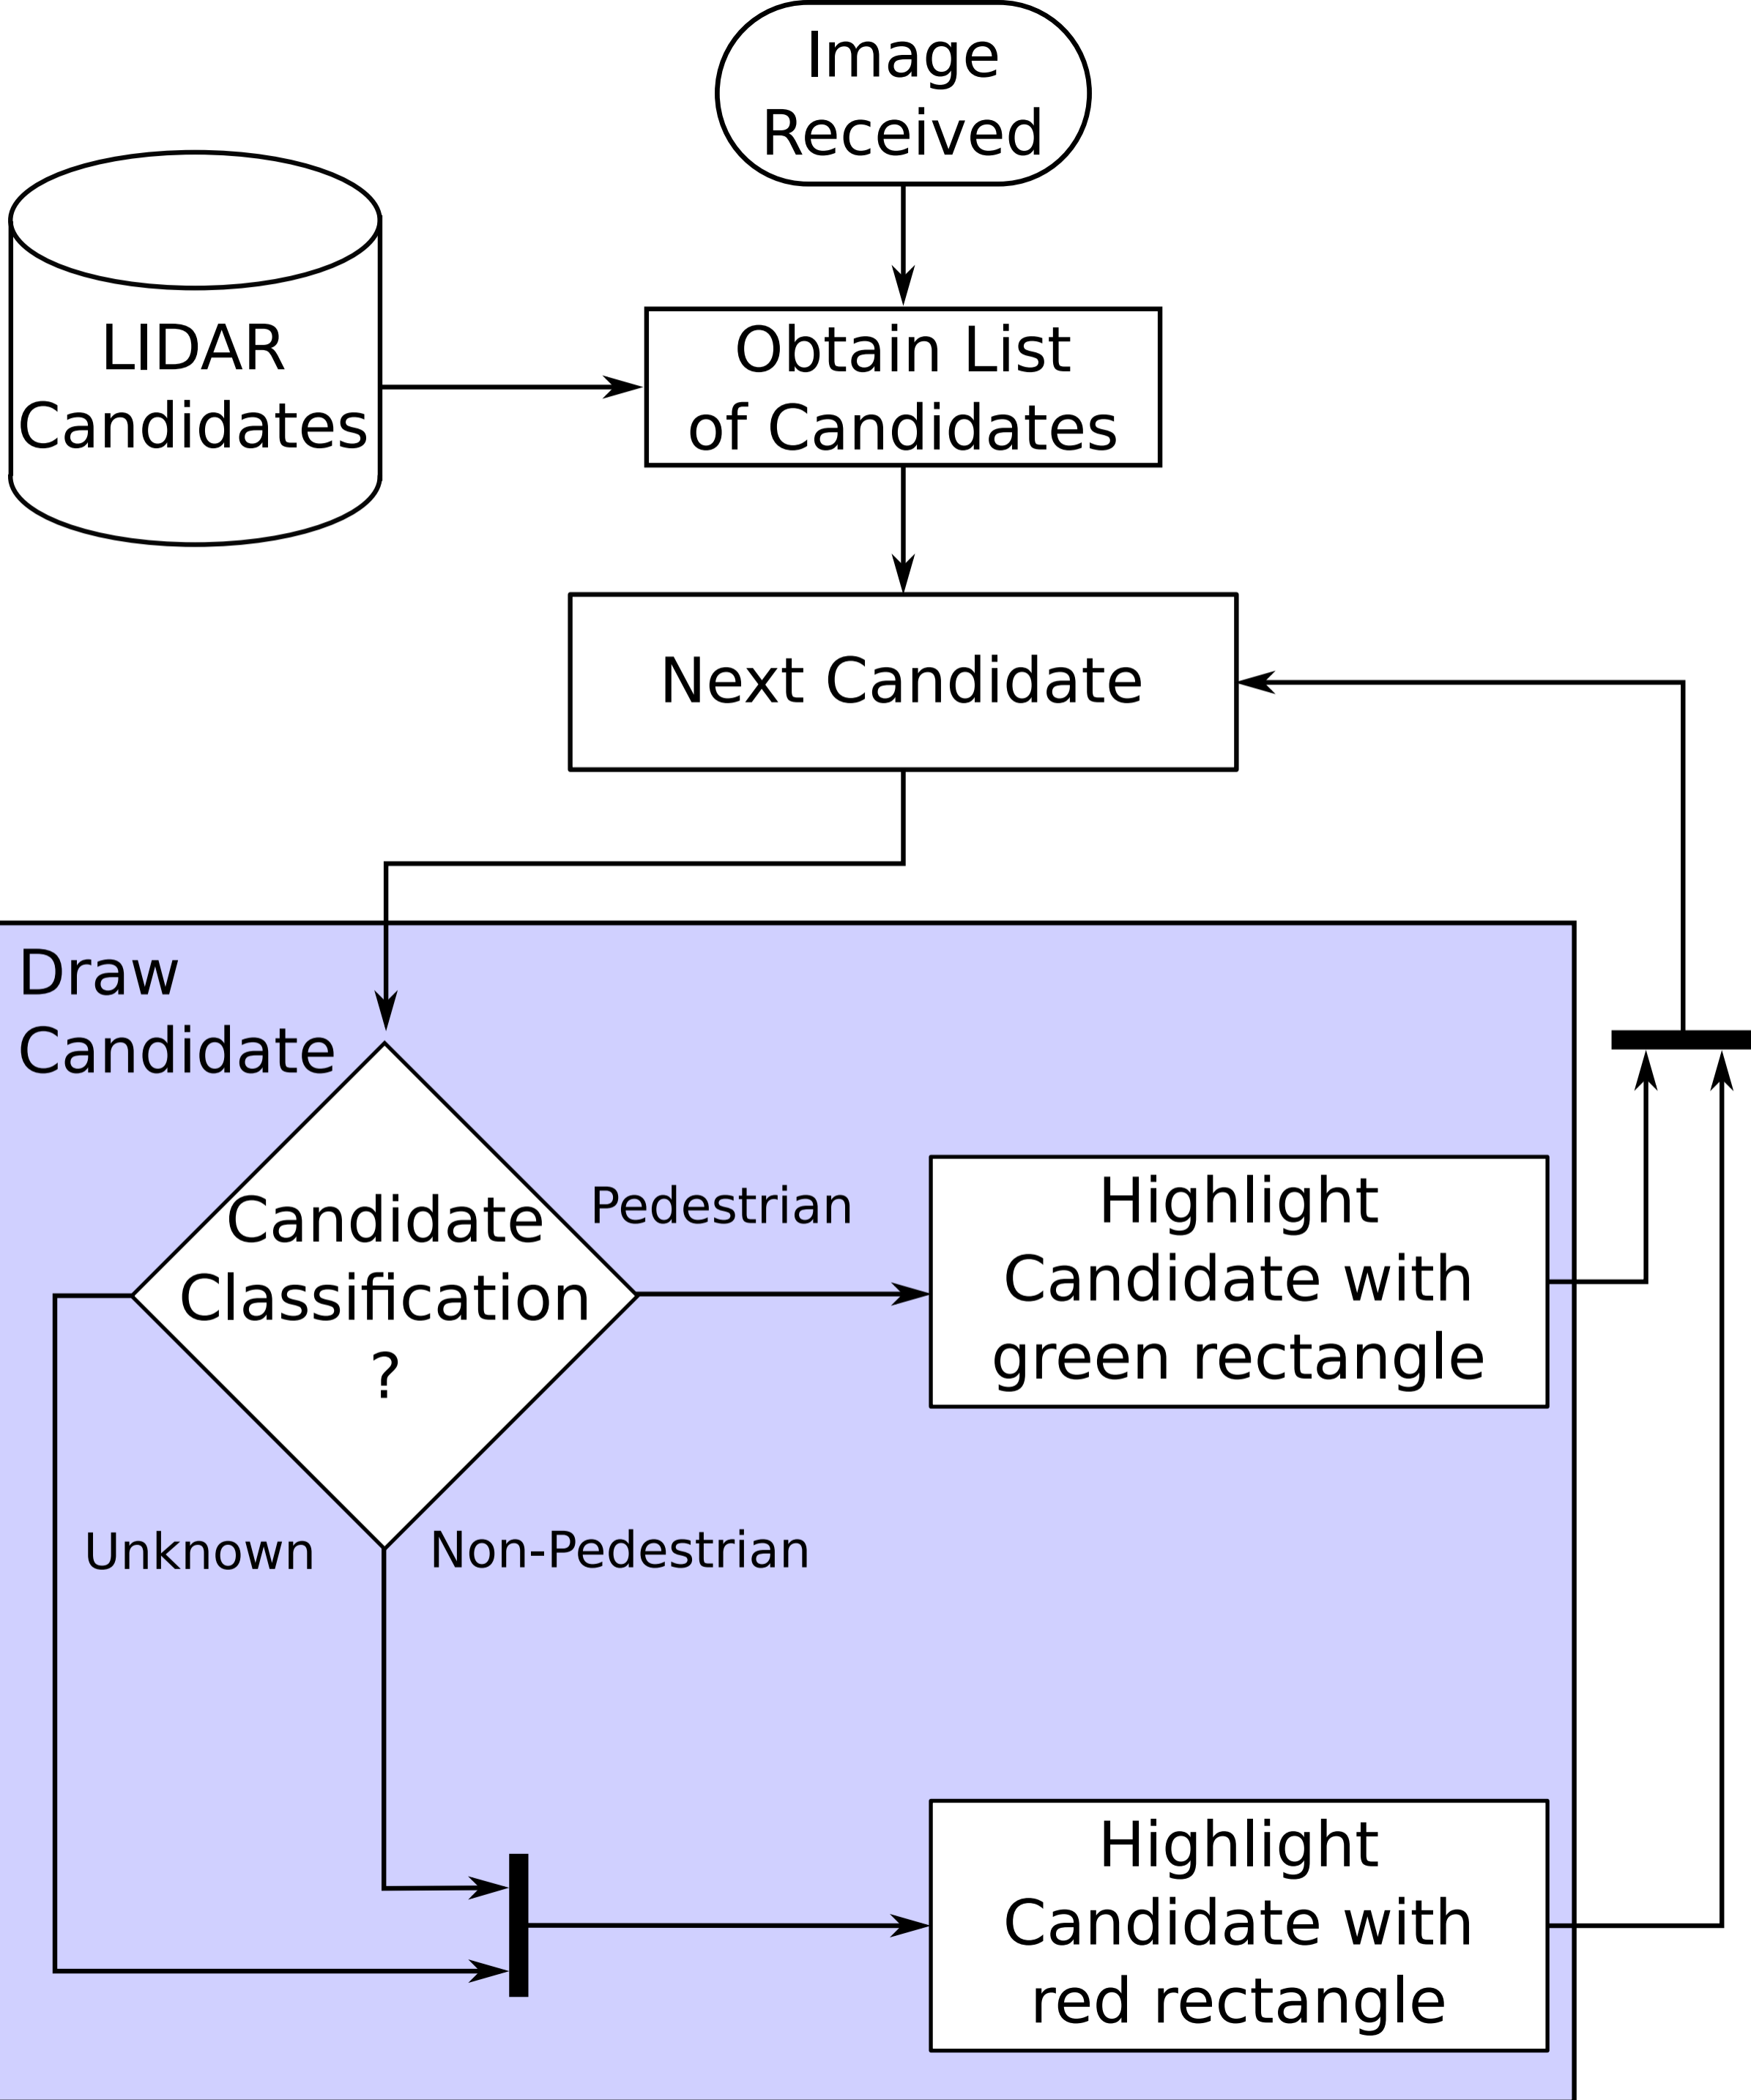 Image
Received
LIDAR
Candidates
Obtain List
of Candidates
Next Candidate
Draw
Candidate
Candidate
Classification
?
Pedestrian
Highlight
Candidate with
green rectangle
Unknown
Non-Pedestrian
Highlight
Candidate with
red rectangle